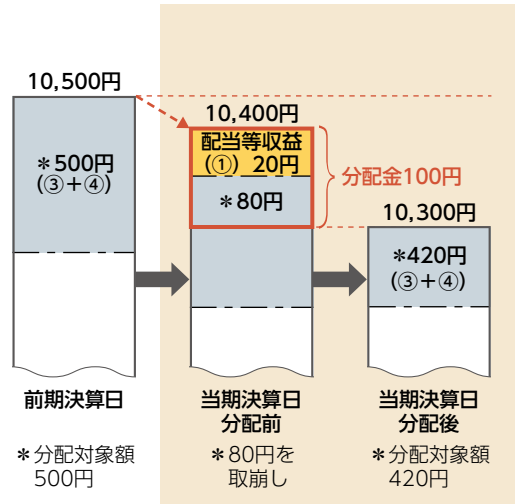 10,500円
＊500円
(③＋④)
前期決算日
＊分配対象額
500円
10,400円
配当等収益
(①) 20円
＊80円
分配金100円
当期決算日
分配前
＊80円を
取崩し
10,300円
＊420円
(③＋④)
当期決算日
分配後
＊分配対象額
420円